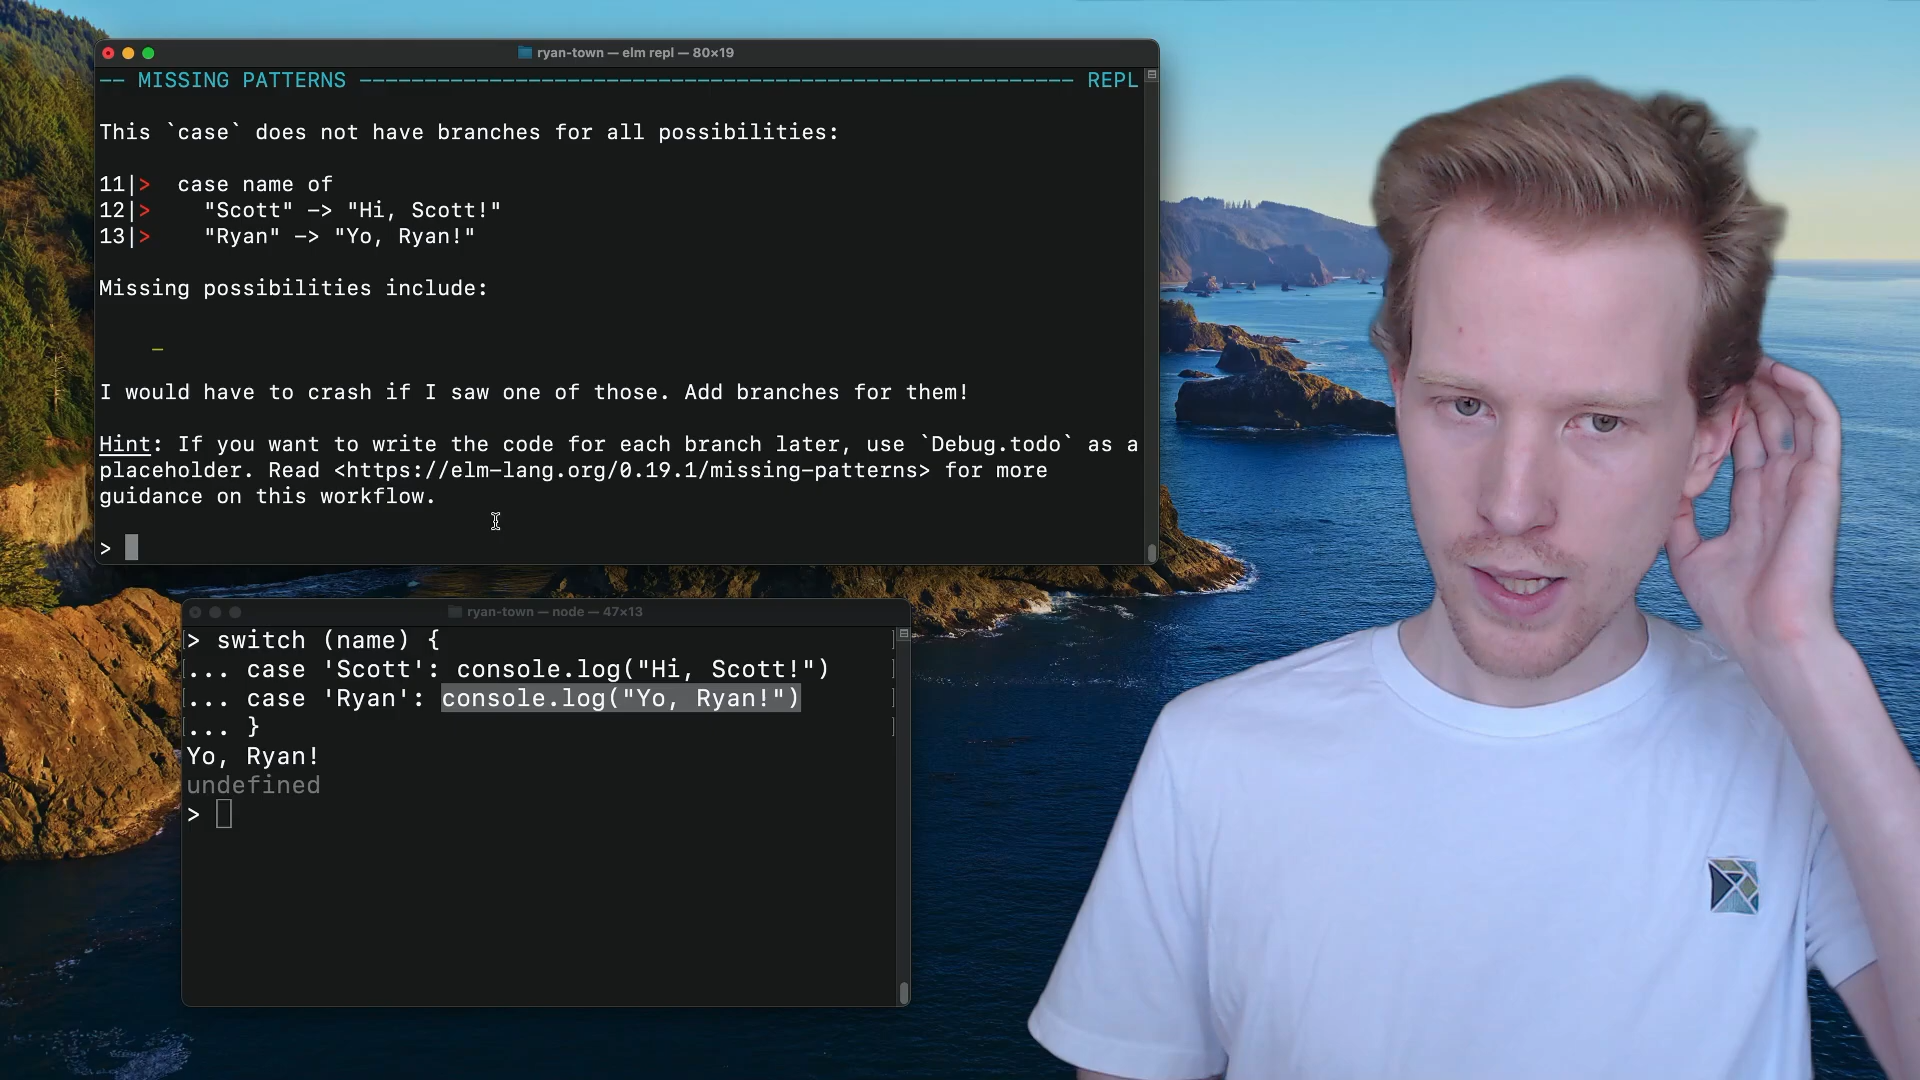 ryan-town — elm repl — 80×19
-- MISSING PATTERNS ------------------------------------------------------- REPL
This `case` does not have branches for all possibilities:
11|>  case name of
12|>    "Scott" -> "Hi, Scott!"
13|>    "Ryan" -> "Yo, Ryan!"
Missing possibilities include:
_
I would have to crash if I saw one of those. Add branches for them!
Hint: If you want to write the code for each branch later, use `Debug.todo` as a
placeholder. Read <https://elm-lang.org/0.19.1/missing-patterns> for more
guidance on this workflow.
>
ryan-town — node — 47×13
> switch (name) {
... case 'Scott': console.log("Hi, Scott!")
... case 'Ryan': console.log("Yo, Ryan!")
... }
Yo, Ryan!
undefined
>